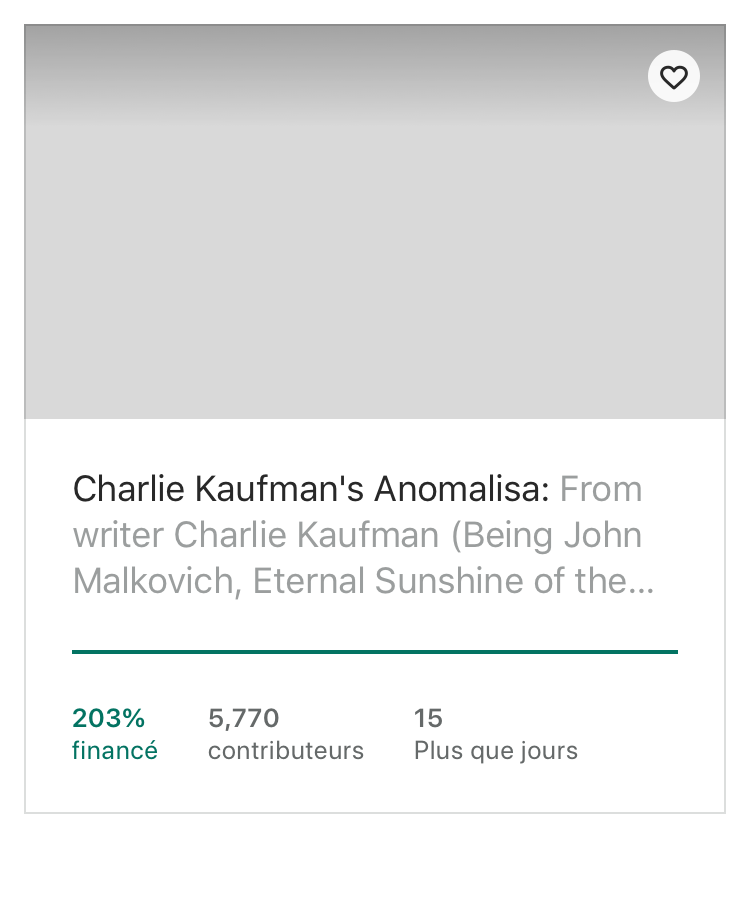 Charlie Kaufman's Anomalisa: From
writer Charlie Kaufman (Being John
Malkovich, Eternal Sunshine of the...
203%
financé
5,770
contributeurs
15
Plus que jours